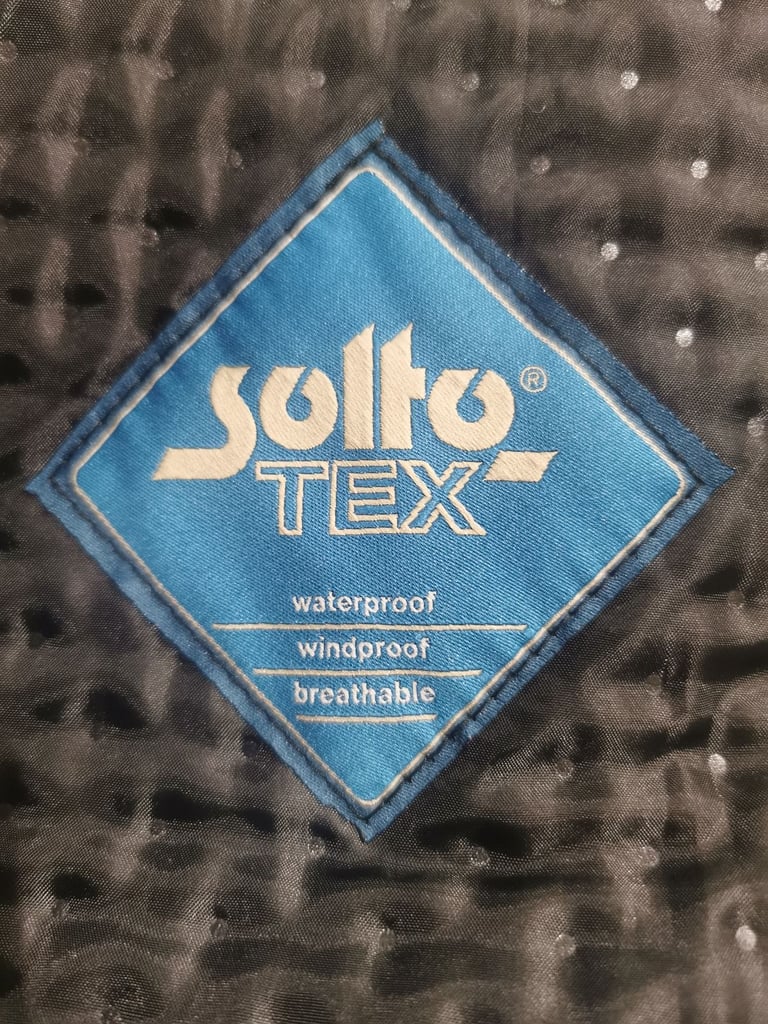 solto®
TEX
waterproof
windproof
breathable